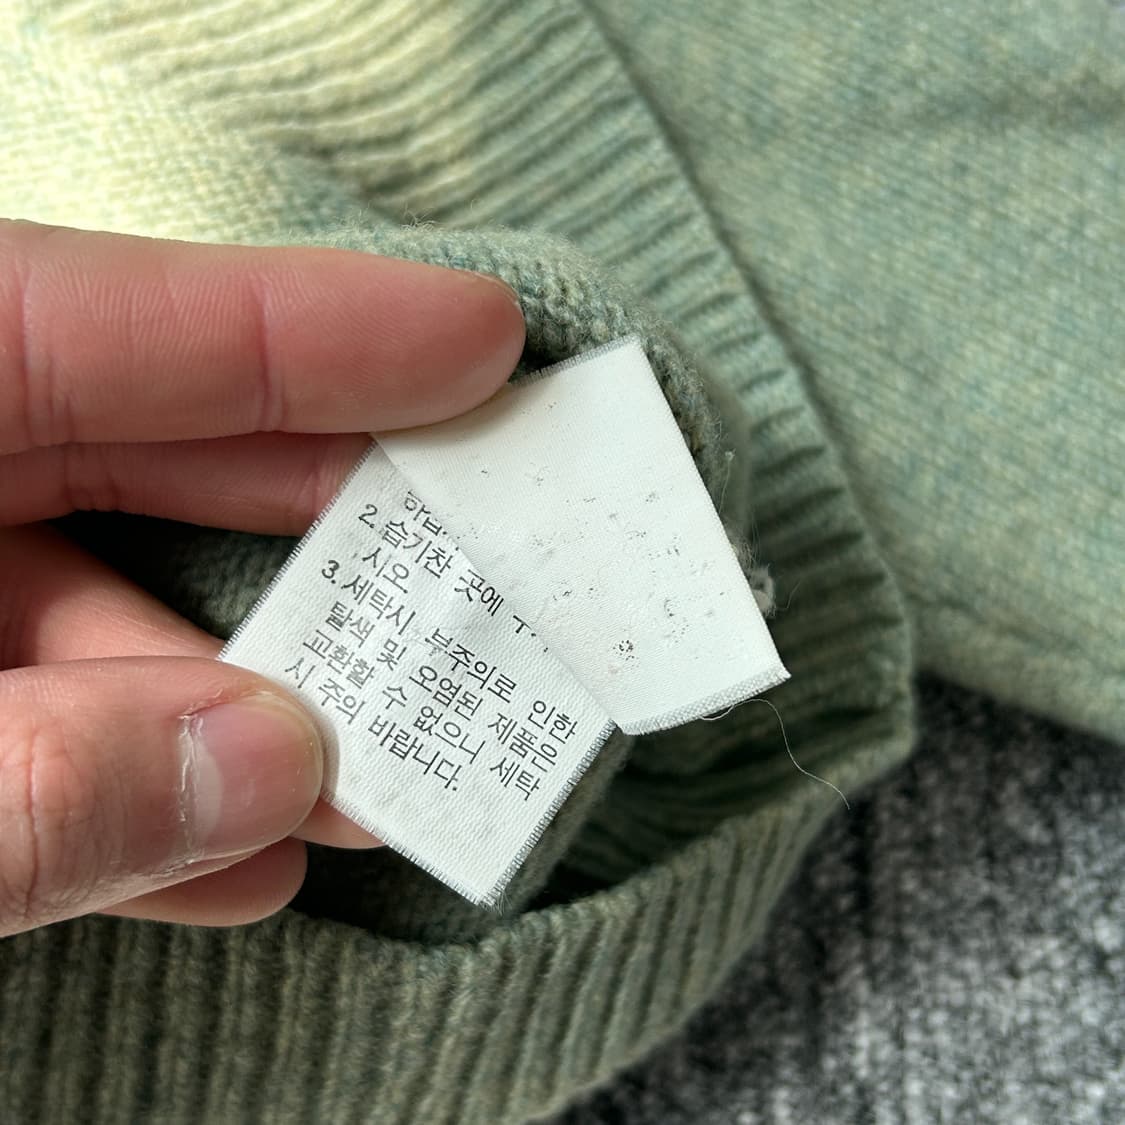 2. 습기찬 곳에
시오.
3. 세탁시 부주의로 인한
탈색 및 오염된 제품은
교환할 수 없으니 세탁
시 주의 바랍니다.